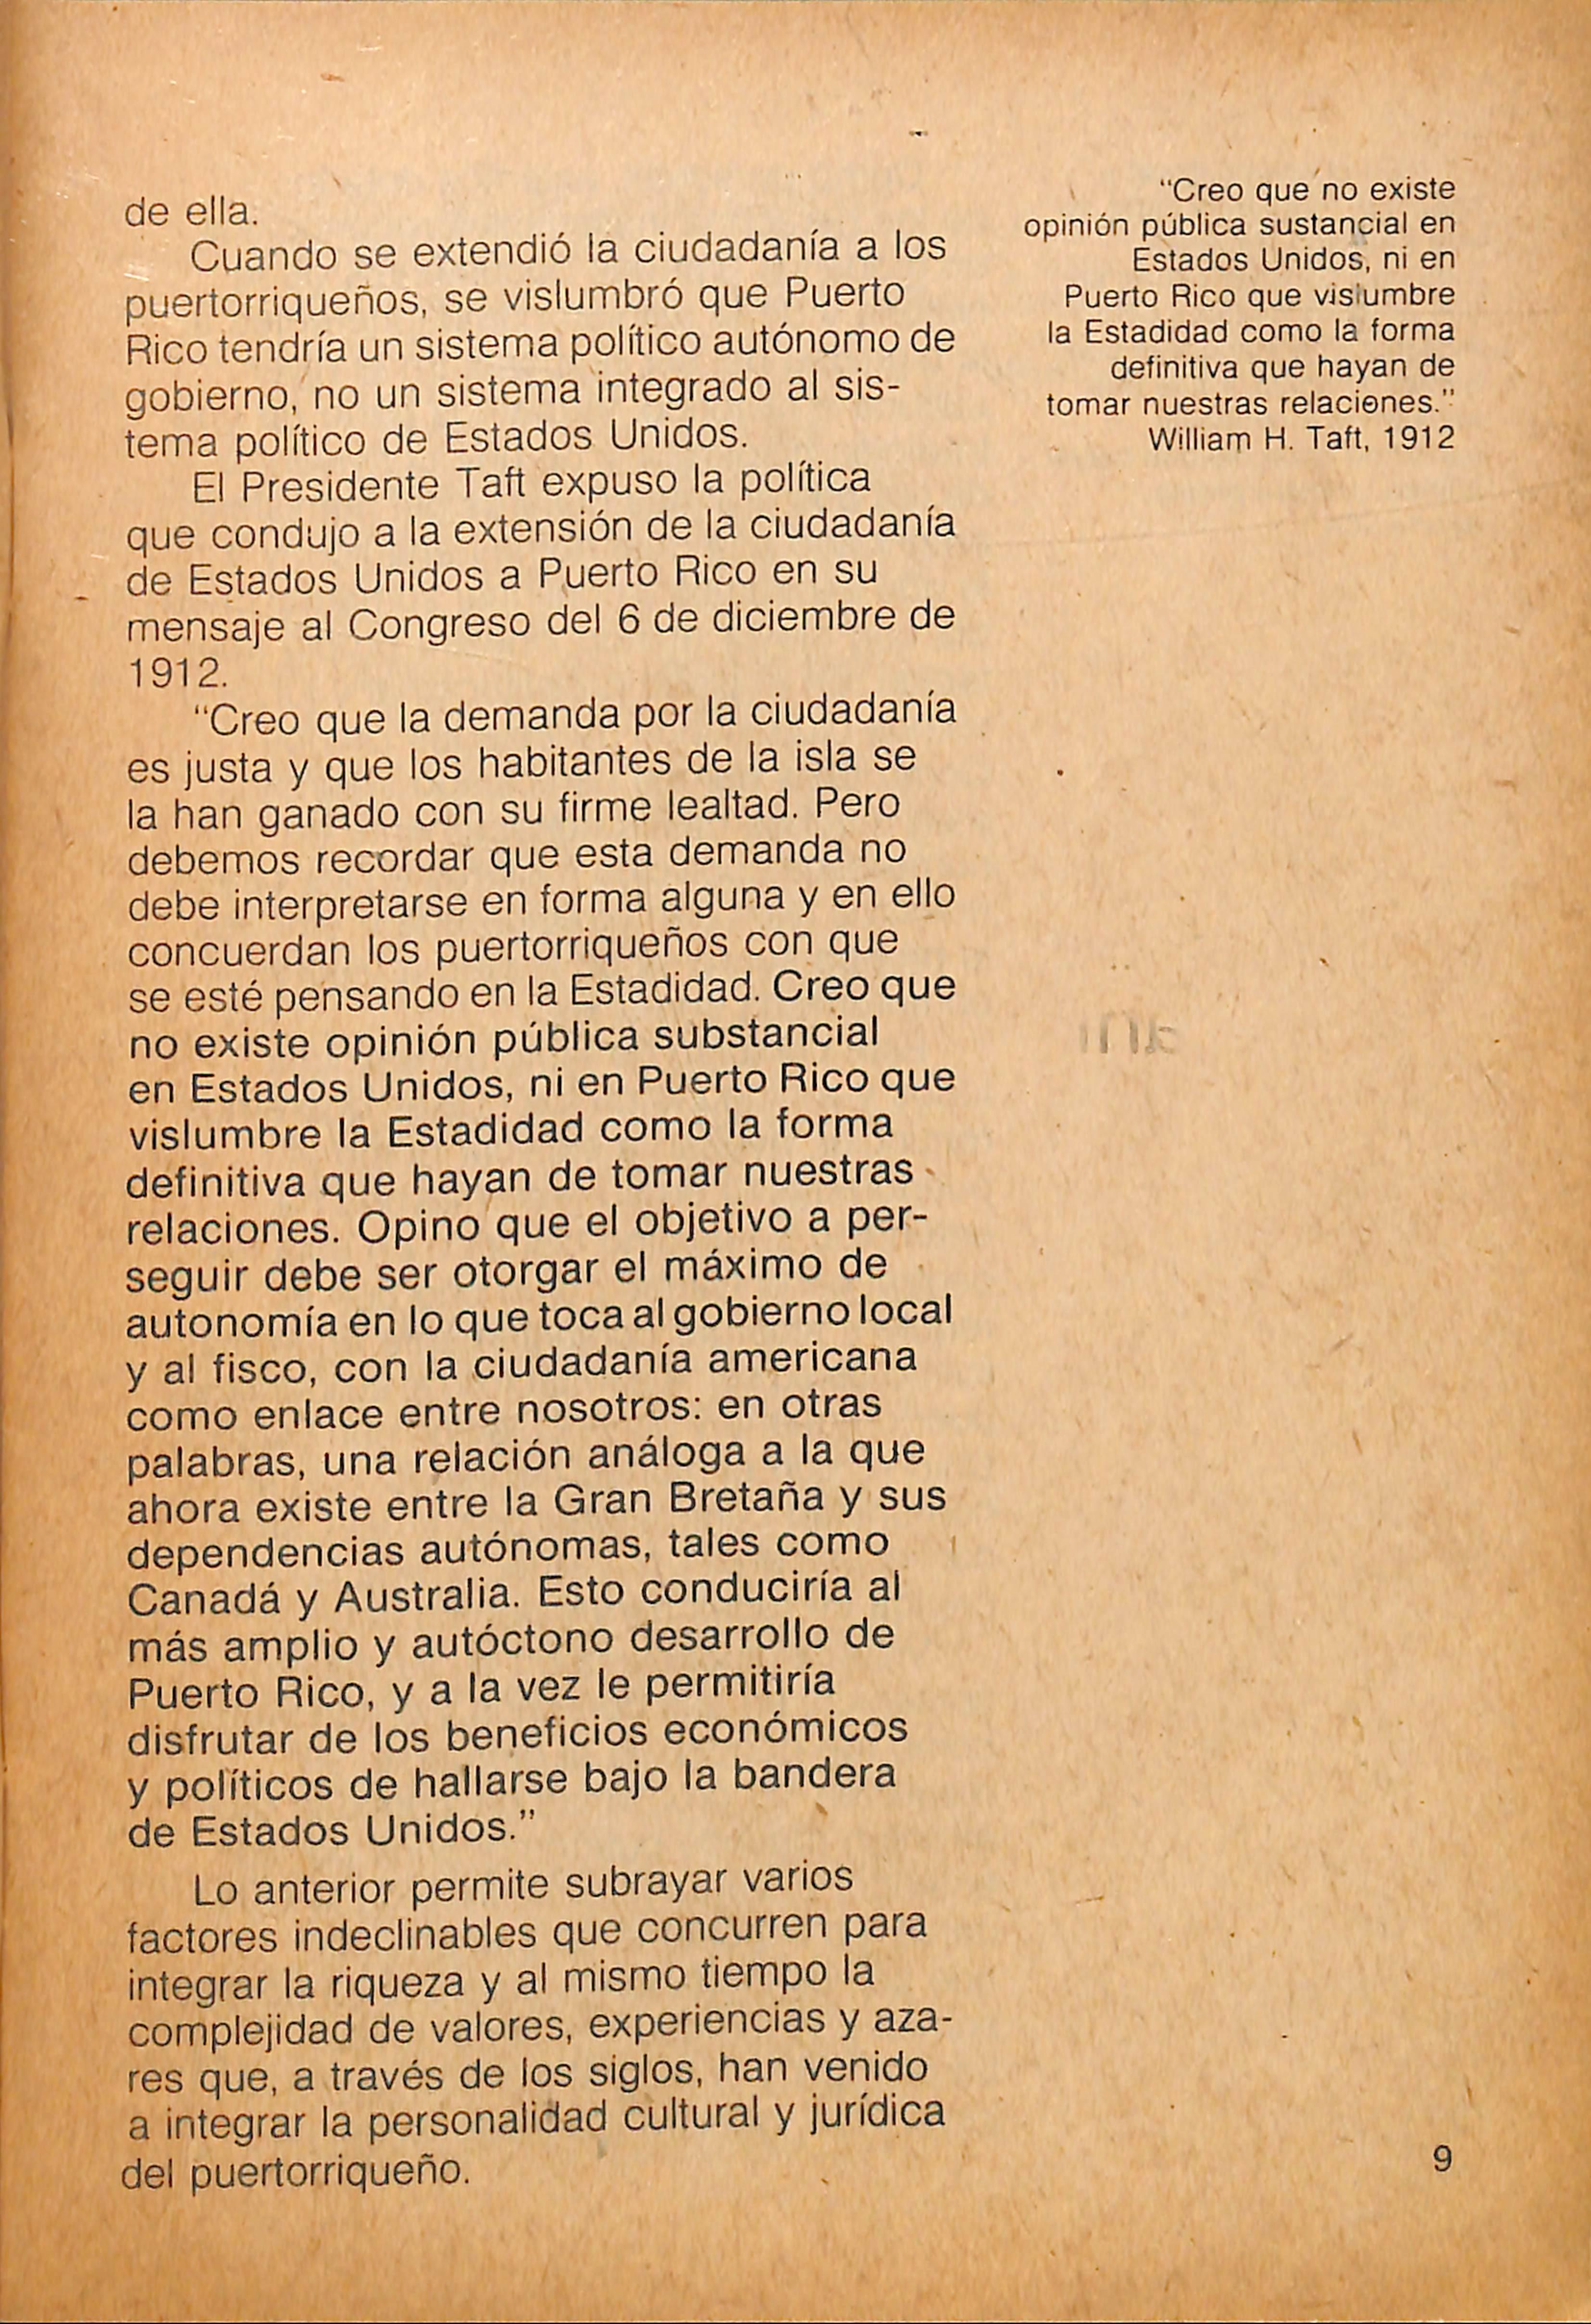 de ella.
Cuando se extendió la ciudadanía a los
puertorriqueños, se vislumbró que Puerto
Rico tendría un sistema político autónomo de
gobierno, no un sistema integrado al sis-
tema político de Estados Unidos.
El Presidente Taft expuso la política
que condujo a la extensión de la ciudadanía
de Estados Unidos a Puerto Rico en su
mensaje al Congreso del 6 de diciembre de
1912.
“Creo que la demanda por la ciudadanía
es justa y que los habitantes de la isla se
la han ganado con su firme lealtad. Pero
debemos recordar que esta demanda no
debe interpretarse en forma alguna y en ello
concuerdan los puertorriqueños con que
se esté pensando en la Estadidad. Creo que
no existe opinión pública substancial
en Estados Unidos, ni en Puerto Rico que
vislumbre la Estadidad como la forma
definitiva que hayan de tomar nuestras
relaciones. Opino que el objetivo a per-
seguir debe ser otorgar el máximo de
autonomía en lo que toca al gobierno local
y al fisco, con la ciudadanía americana
como enlace entre nosotros: en otras
palabras, una relación análoga a la que
ahora existe entre la Gran Bretaña y sus
dependencias autónomas, tales como
Canadá y Australia. Esto conduciría al
más amplio y autóctono desarrollo de
Puerto Rico, y a la vez le permitiría
disfrutar de los beneficios económicos
y políticos de hallarse bajo la bandera
de Estados Unidos.”
Lo anterior permite subrayar varios
factores indeclinables que concurren para
integrar la riqueza y al mismo tiempo la
complejidad de valores, experiencias y aza-
res que, a través de los siglos, han venido
a integrar la personalidad cultural y jurídica
del puertorriqueño.
“Creo que no existe
opinión pública sustancial en
Estados Unidos, ni en
Puerto Rico que vislumbre
la Estadidad como la forma
definitiva que hayan de
tomar nuestras relaciones.”
William H. Taft, 1912
9